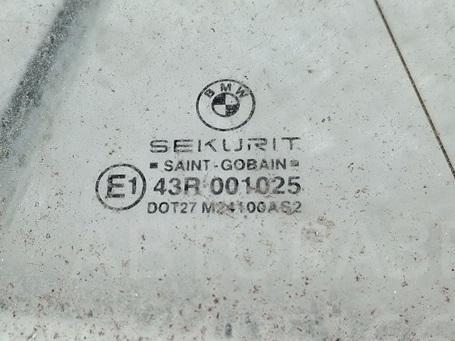 BMW
SEKURIT
SAINT-GOBAIN
E1 43R 001025
DOT27 M24100AS2